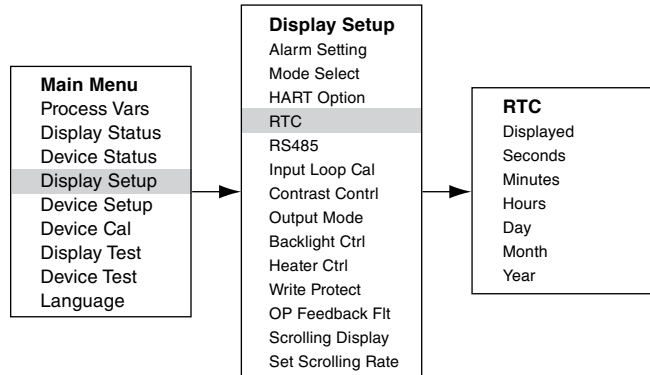 Main Menu
Process Vars
Display Status
Device Status
Display Setup
Device Setup
Device Cal
Display Test
Device Test
Language
Display Setup
Alarm Setting
Mode Select
HART Option
RTC
RS485
Input Loop Cal
Contrast Contrl
Output Mode
Backlight Ctrl
Heater Ctrl
Write Protect
OP Feedback Flt
Scrolling Display
Set Scrolling Rate
RTC
Displayed
Seconds
Minutes
Hours
Day
Month
Year